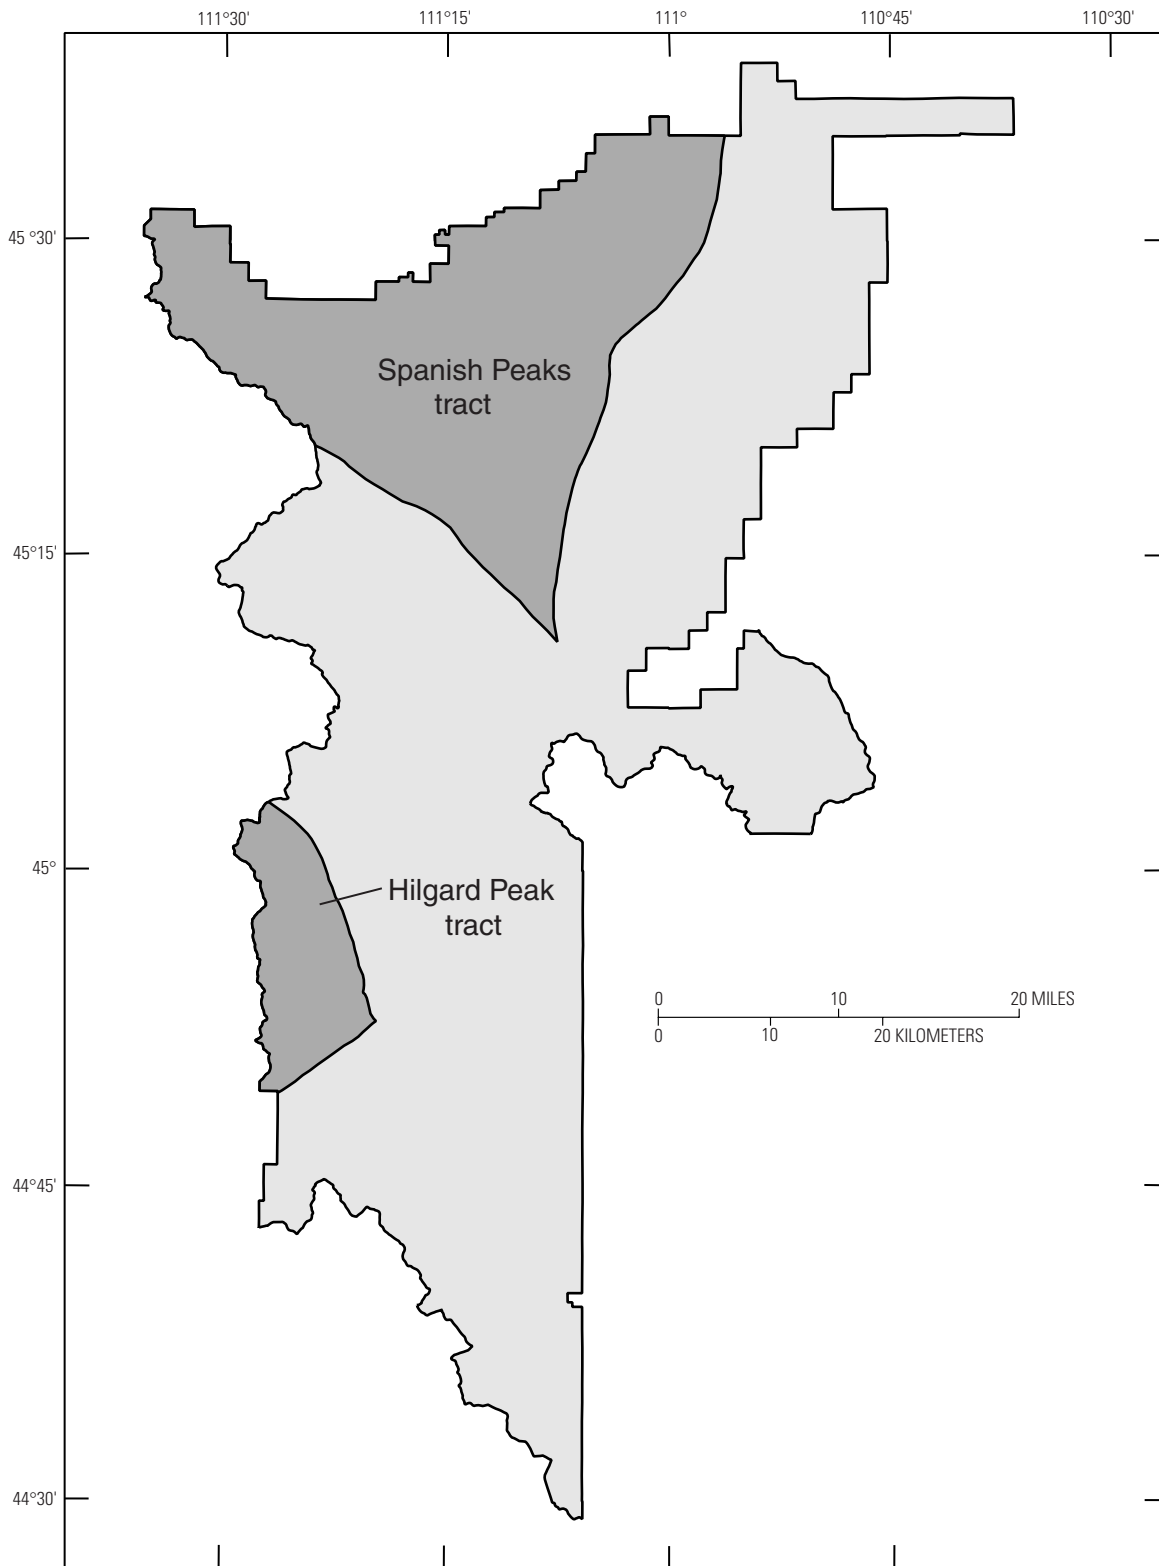 111°30' 111°15' 111° 110°45' 110°30'
45 °30'
Spanish Peaks
tract
45°15'
45°
Hilgard Peak
tract
0 10 20 MILES
0 10 20 KILOMETERS
44°45'
44°30'